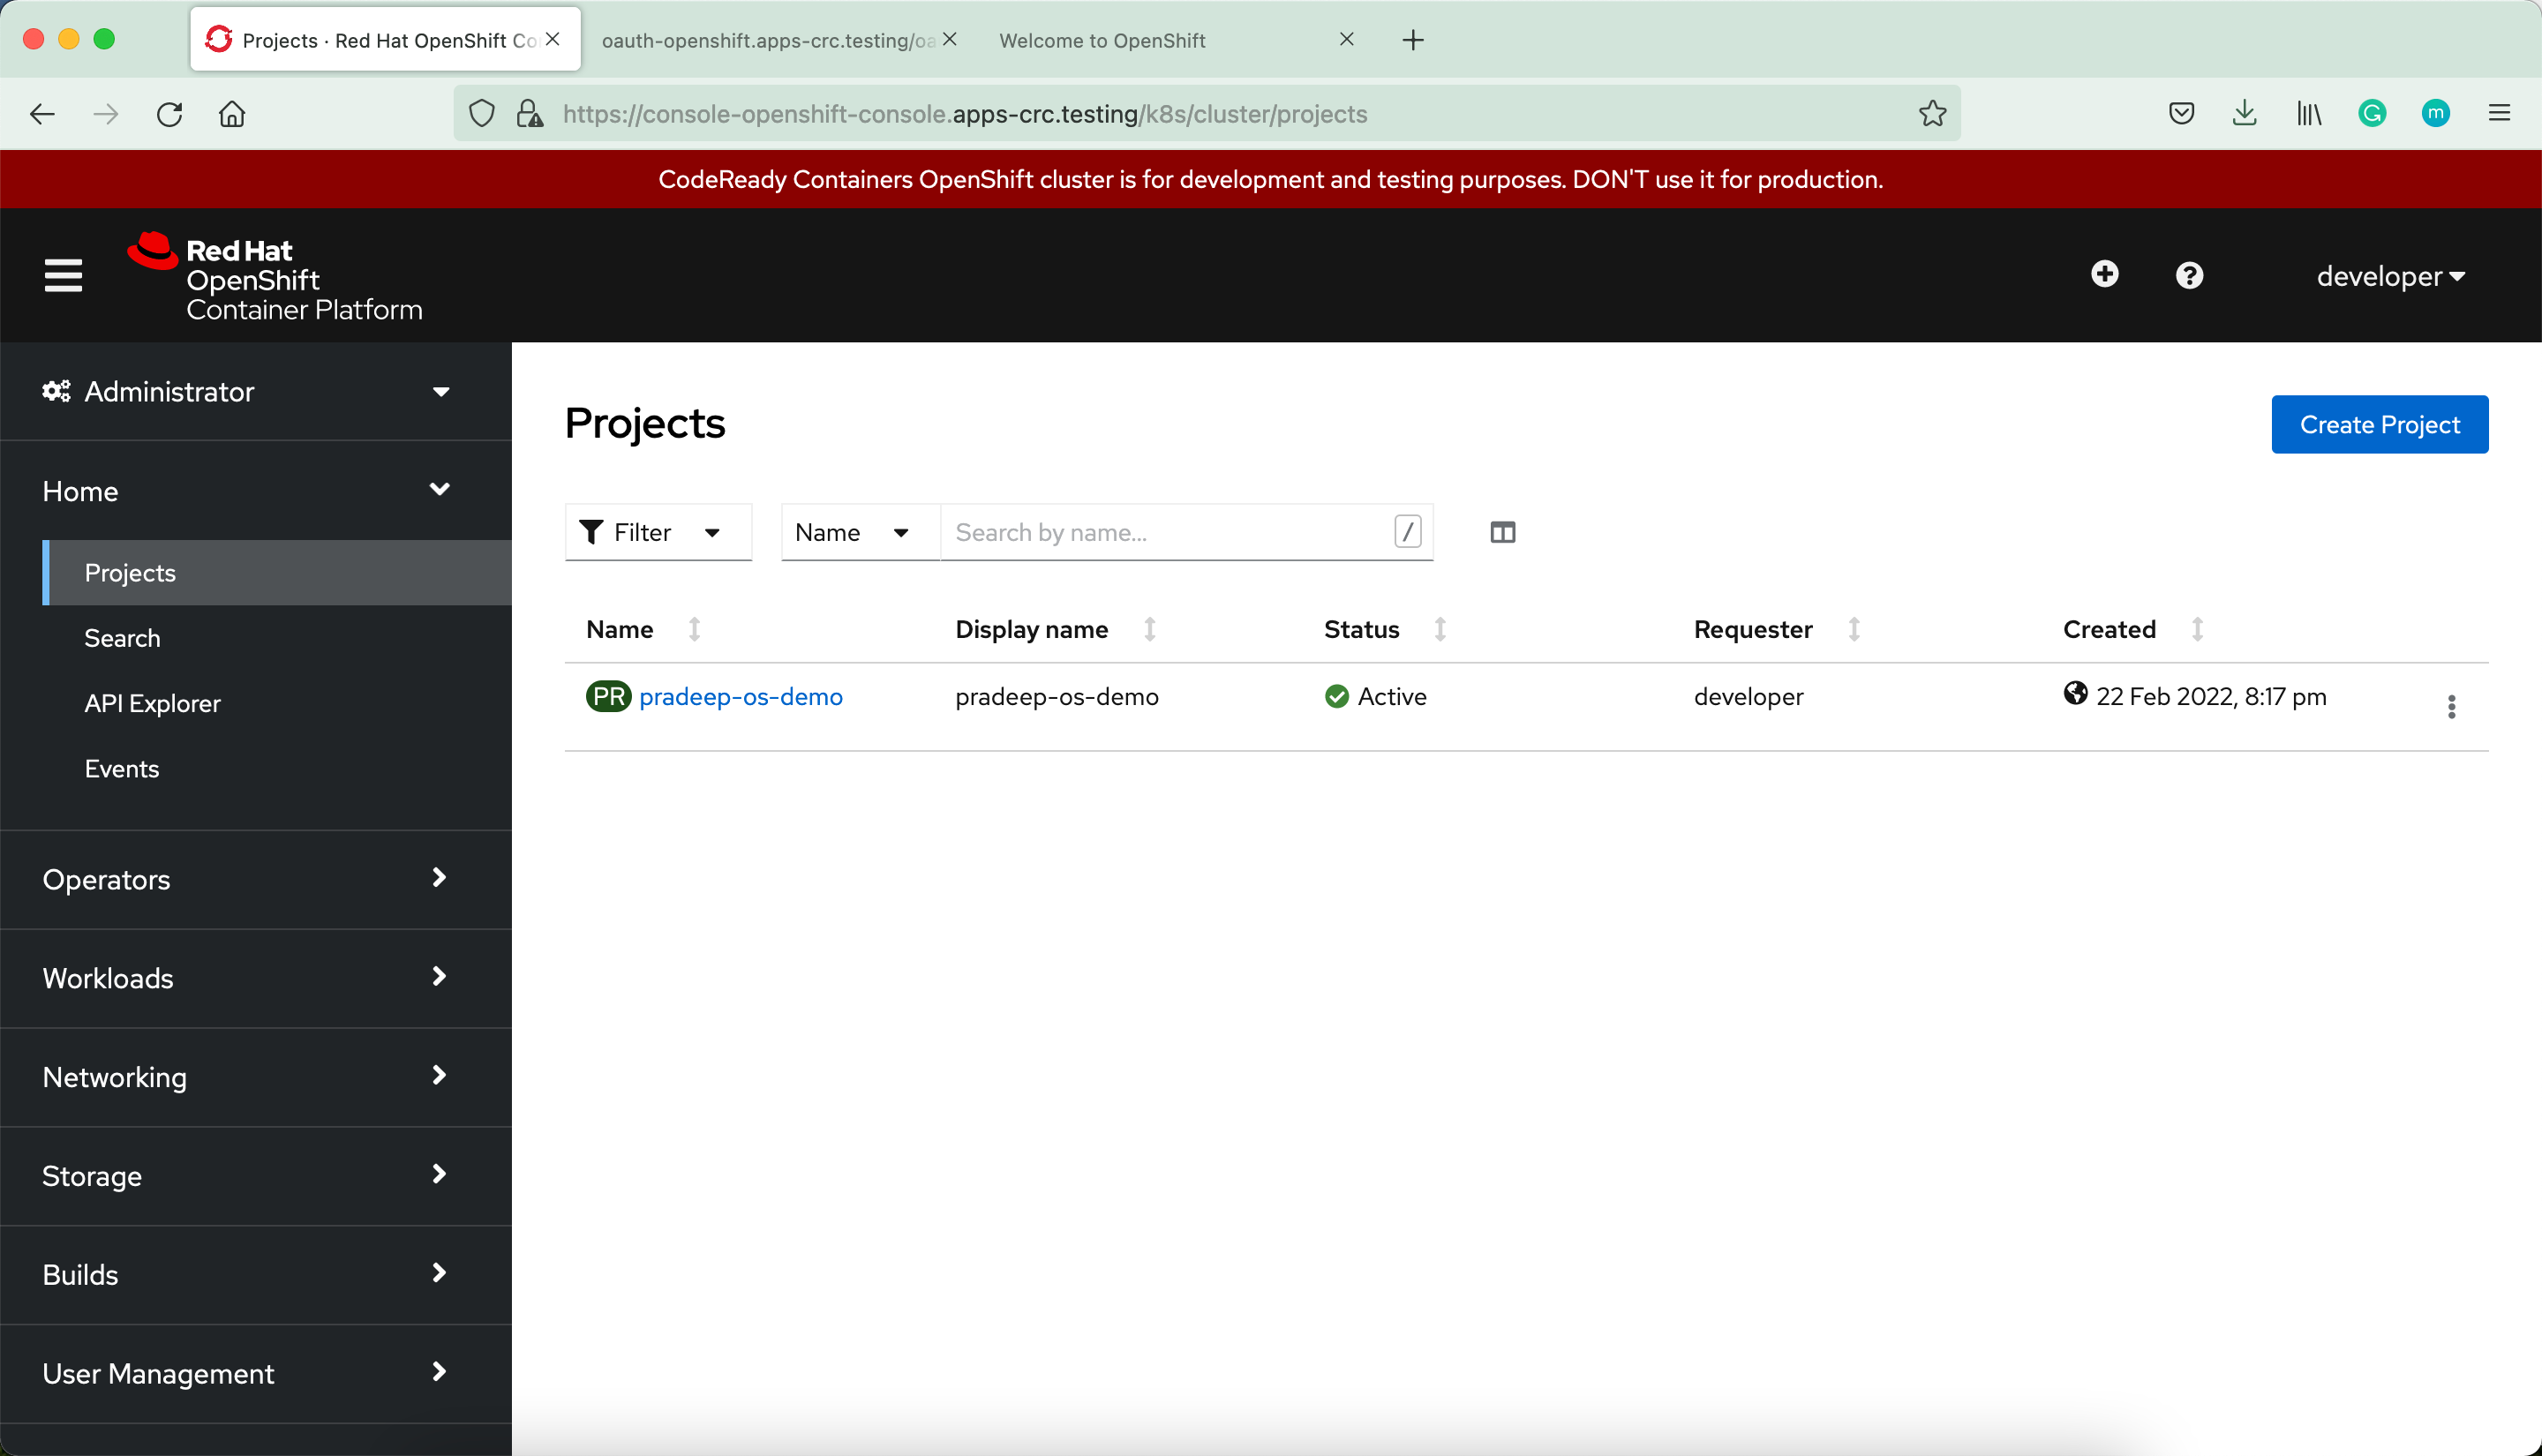 Projects · Red Hat OpenShift Co
oauth-openshift.apps-crc.testing/oa
Welcome to OpenShift
https://console-openshift-console.apps-crc.testing/k8s/cluster/projects
m
CodeReady Containers OpenShift cluster is for development and testing purposes. DON'T use it for production.
Red Hat
OpenShift
Container Platform
developer
Administrator
Home
Projects
Search
API Explorer
Events
Operators
Workloads
Networking
Storage
Builds
User Management
Projects
Create Project
Filter
Name
Search by name...
/
Name Display name Status Requester Created
PR pradeep-os-demo pradeep-os-demo Active developer 22 Feb 2022, 8:17 pm